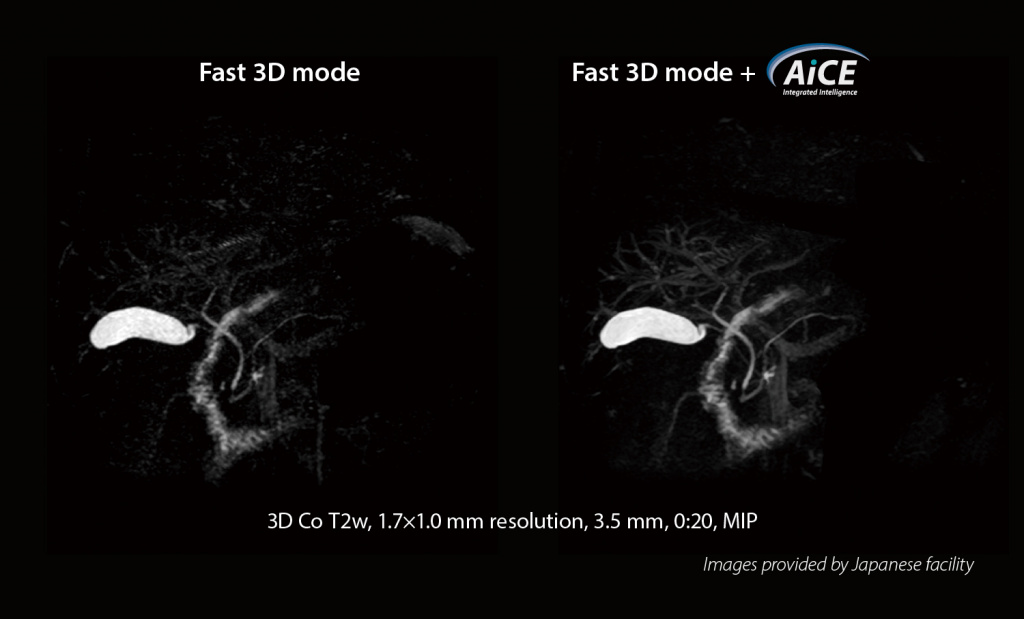 Fast 3D mode
Fast 3D mode + AiCE
Integrated Intelligence
3D Co T2w, 1.7×1.0 mm resolution, 3.5 mm, 0:20, MIP
Images provided by Japanese facility